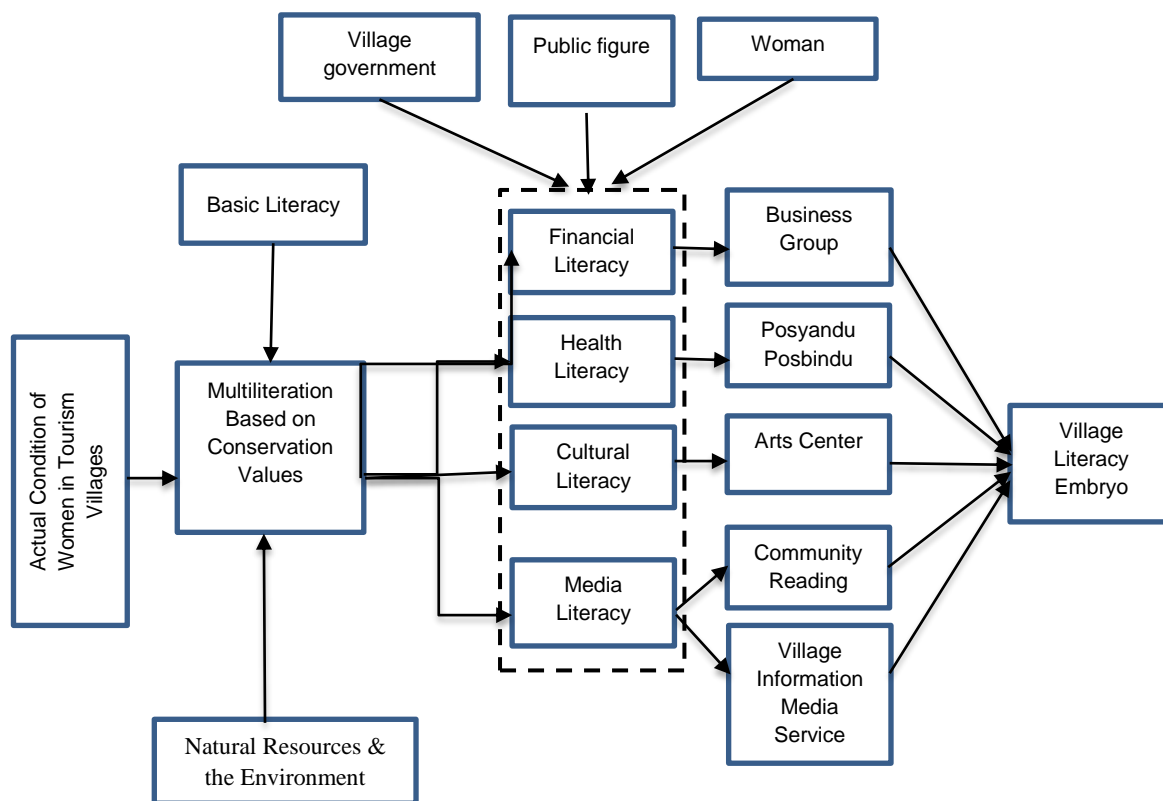 Village
government
Public figure
Woman
Basic Literacy
Financial
Literacy
Business
Group
Health
Literacy
Posyandu
Posbindu
Actual Condition of
Women in Tourism
Villages
Multiliteration
Based on
Conservation
Values
Cultural
Literacy
Arts Center
Village
Literacy
Embryo
Media
Literacy
Community
Reading
Village
Information
Media
Service
Natural Resources &
the Environment